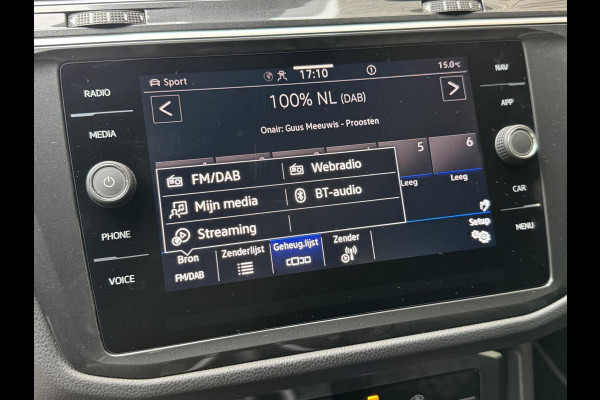 RADIO
MEDIA
PHONE
VOICE
Sport
17:10
15.0°C
100% NL (DAB)
Onair: Guus Meeuwis - Proosten
5
6
Leeg
Leeg
FM/DAB
Webradio
Mijn media
BT-audio
Streaming
Bron
Zenderlijst
Geheug.lijst
Zender
Setup
FM/DAB
NAV
APP
CAR
MENU